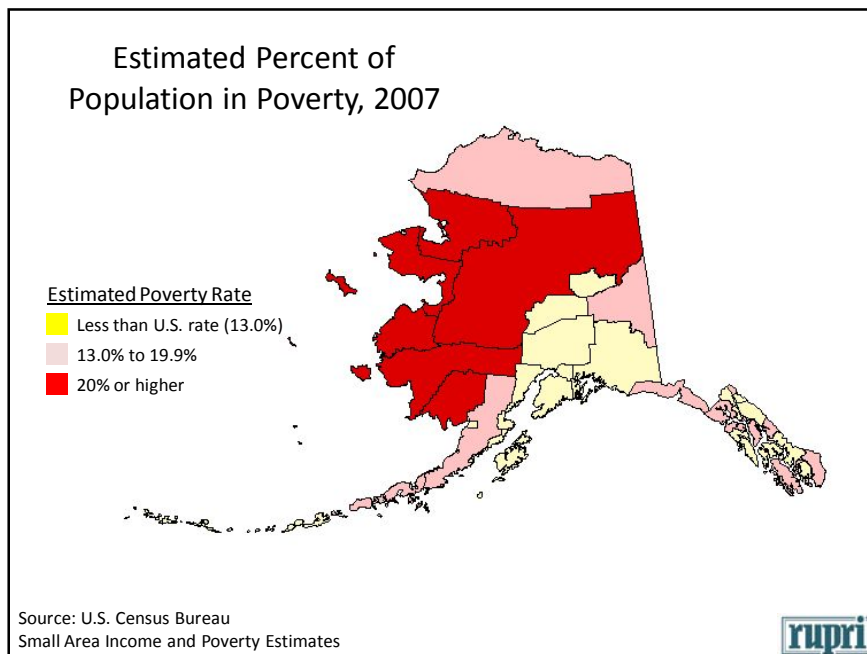 Estimated Percent of
Population in Poverty, 2007
Estimated Poverty Rate
Less than U.S. rate (13.0%)
13.0% to 19.9%
20% or higher
Source: U.S. Census Bureau
Small Area Income and Poverty Estimates
rupri